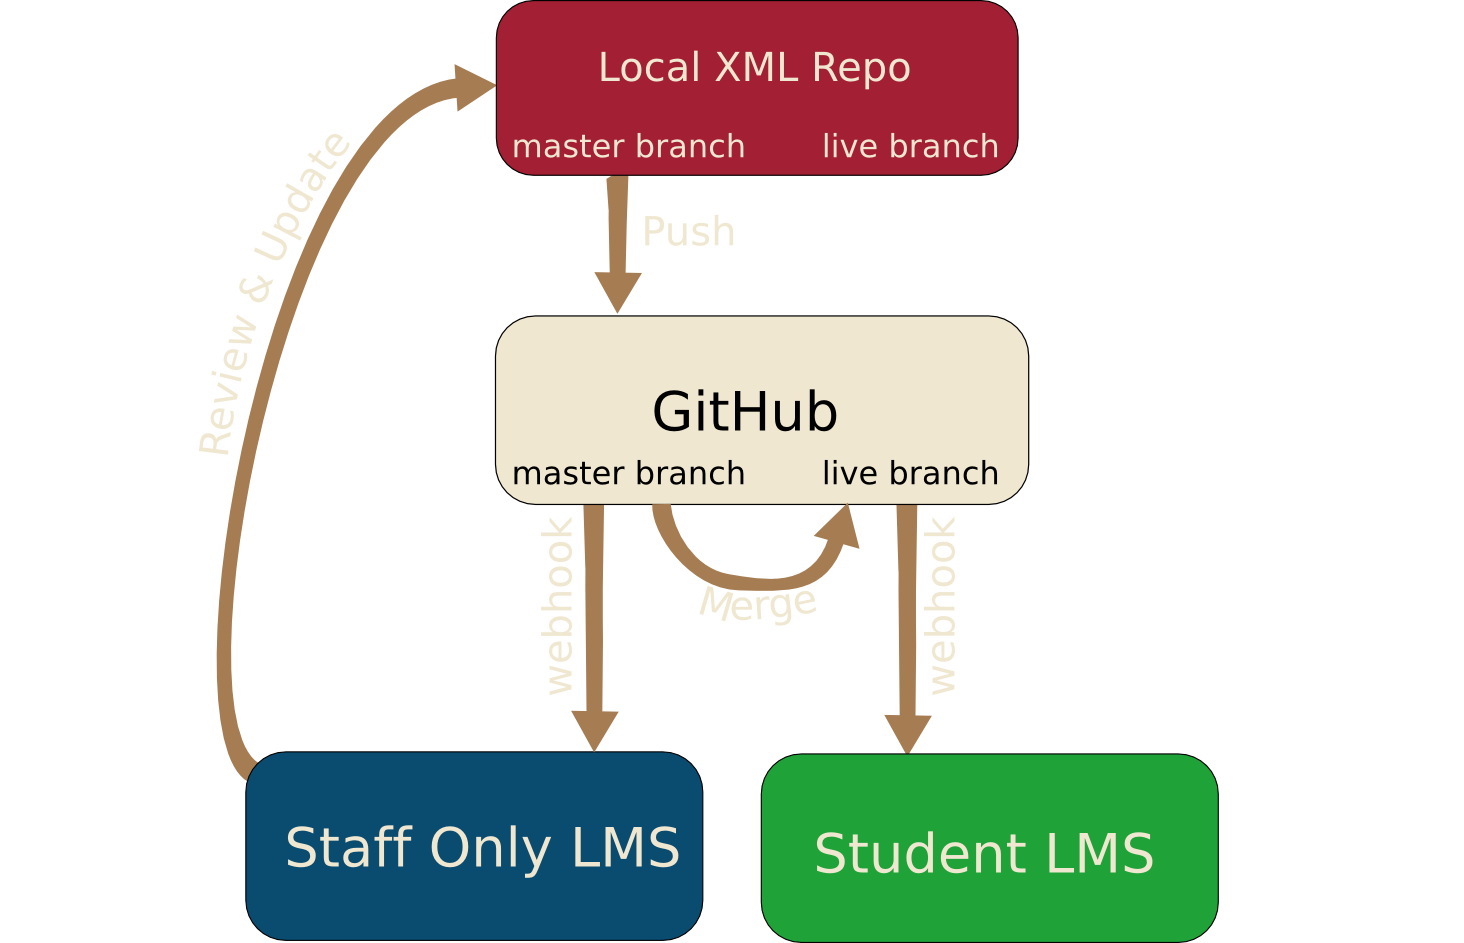 Local XML Repo
master branch
live branch
Review & Update
Push
GitHub
master branch
live branch
webhook
Merge
webhook
Staff Only LMS
Student LMS